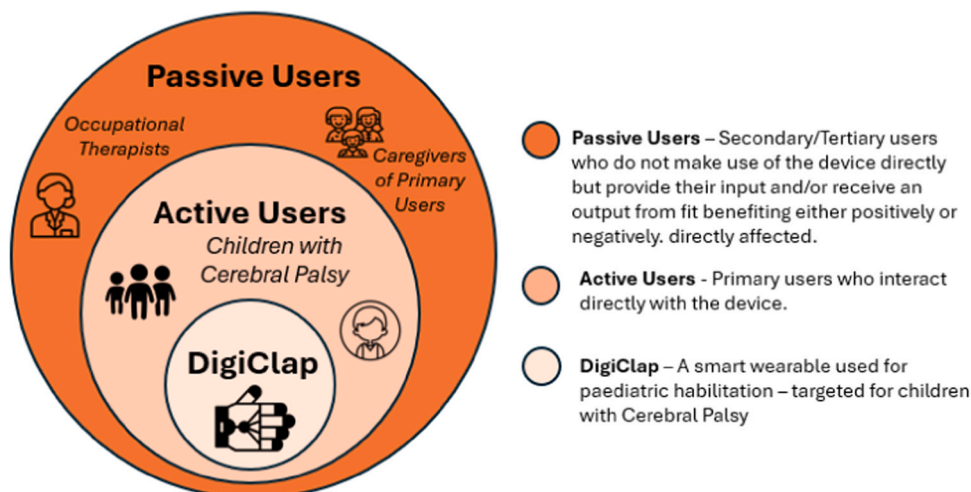 Passive Users
Occupational
Therapists
Caregivers
of Primary
Users
Active Users
Children with
Cerebral Palsy
DigiClap
Passive Users – Secondary/Tertiary users
who do not make use of the device directly
but provide their input and/or receive an
output from fit benefiting either positively or
negatively. directly affected.
Active Users - Primary users who interact
directly with the device.
DigiClap – A smart wearable used for
paediatric habilitation – targeted for children
with Cerebral Palsy